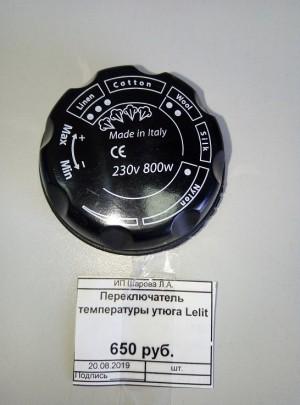 Linen
Cotton
Wool
Silk
Nylon
Max
+
-
Min
Made in Italy
CE
230v 800w
ИП Шарова Л.А.
Переключатель
температуры утюга Lelit
650 руб.
20.08.2019
шт.
Подпись